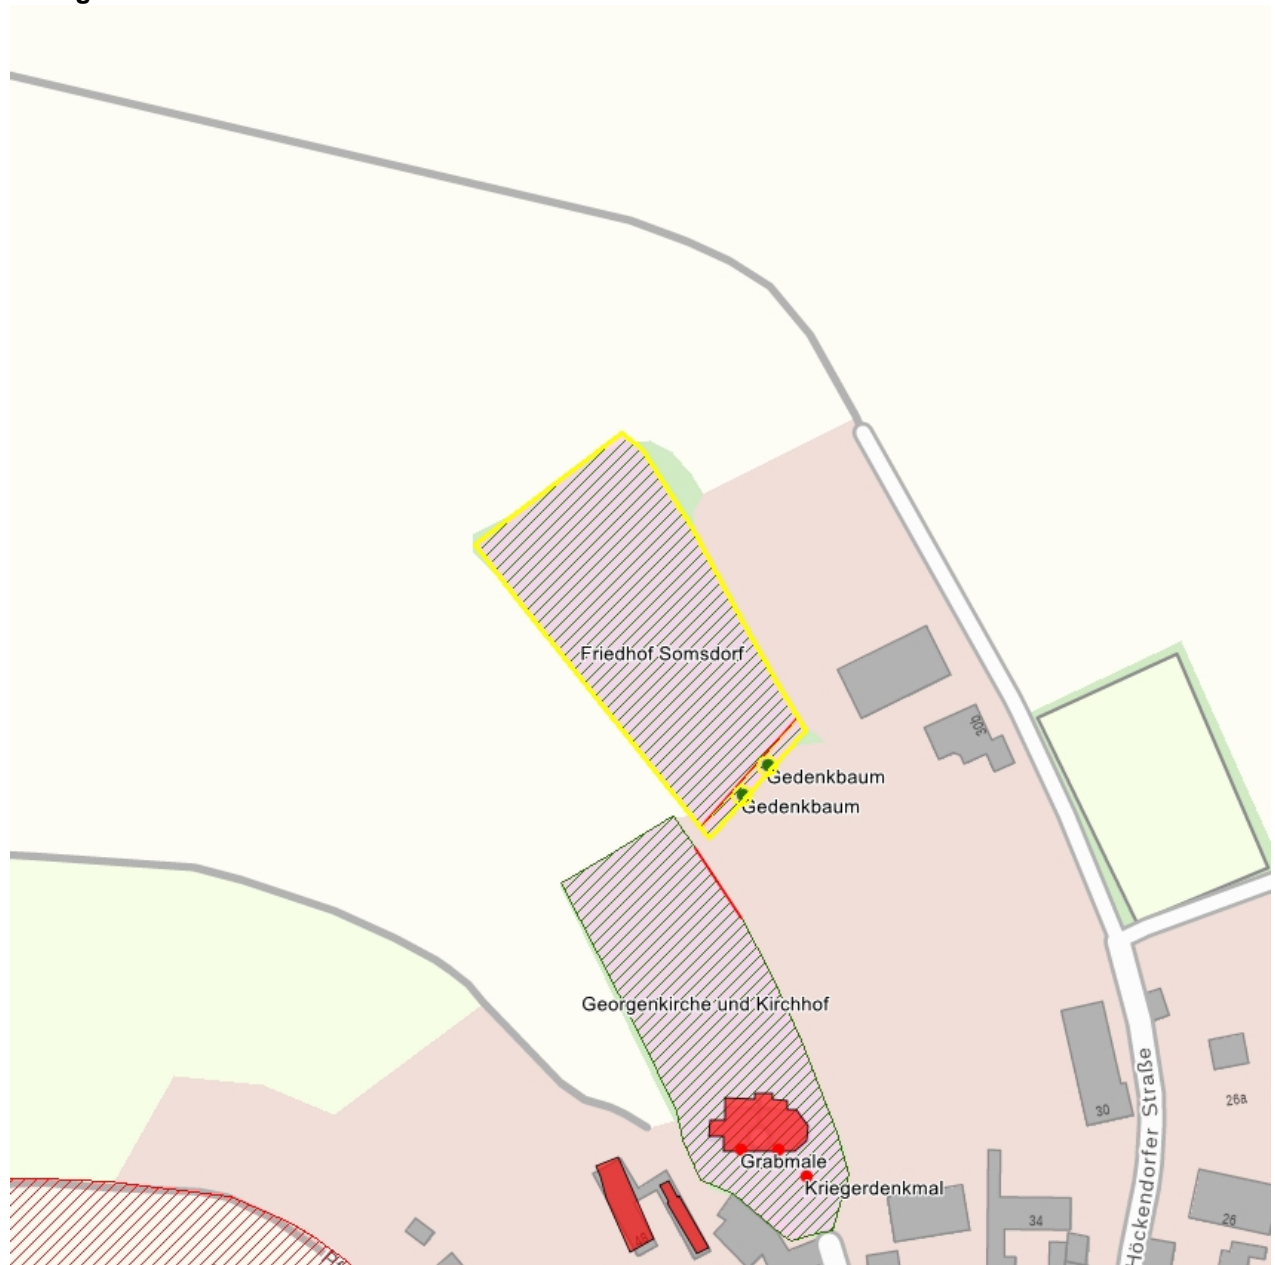 Friedhof Somsdorf
30b
Gedenkbaum
Gedenkbaum
Georgenkirche und Kirchhof
Höckendorfer Straße
26a
30
Grabmale
Kriegerdenkmal
34
26